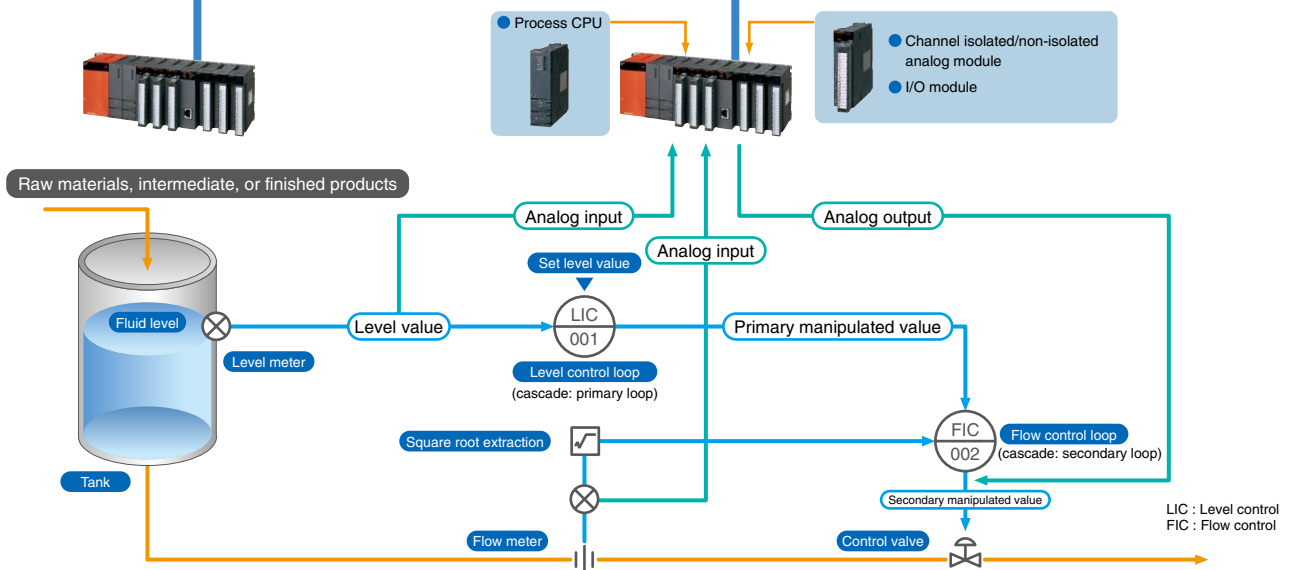 Process CPU
Channel isolated/non-isolated
analog module
I/O module
Raw materials, intermediate, or finished products
Analog input
Analog output
Analog input
Set level value
Fluid level
Level value
LIC
001
Primary manipulated value
Level meter
Level control loop
(cascade: primary loop)
Square root extraction
FIC
002
Flow control loop
(cascade: secondary loop)
Tank
Secondary manipulated value
LIC : Level control
FIC : Flow control
Flow meter
Control valve